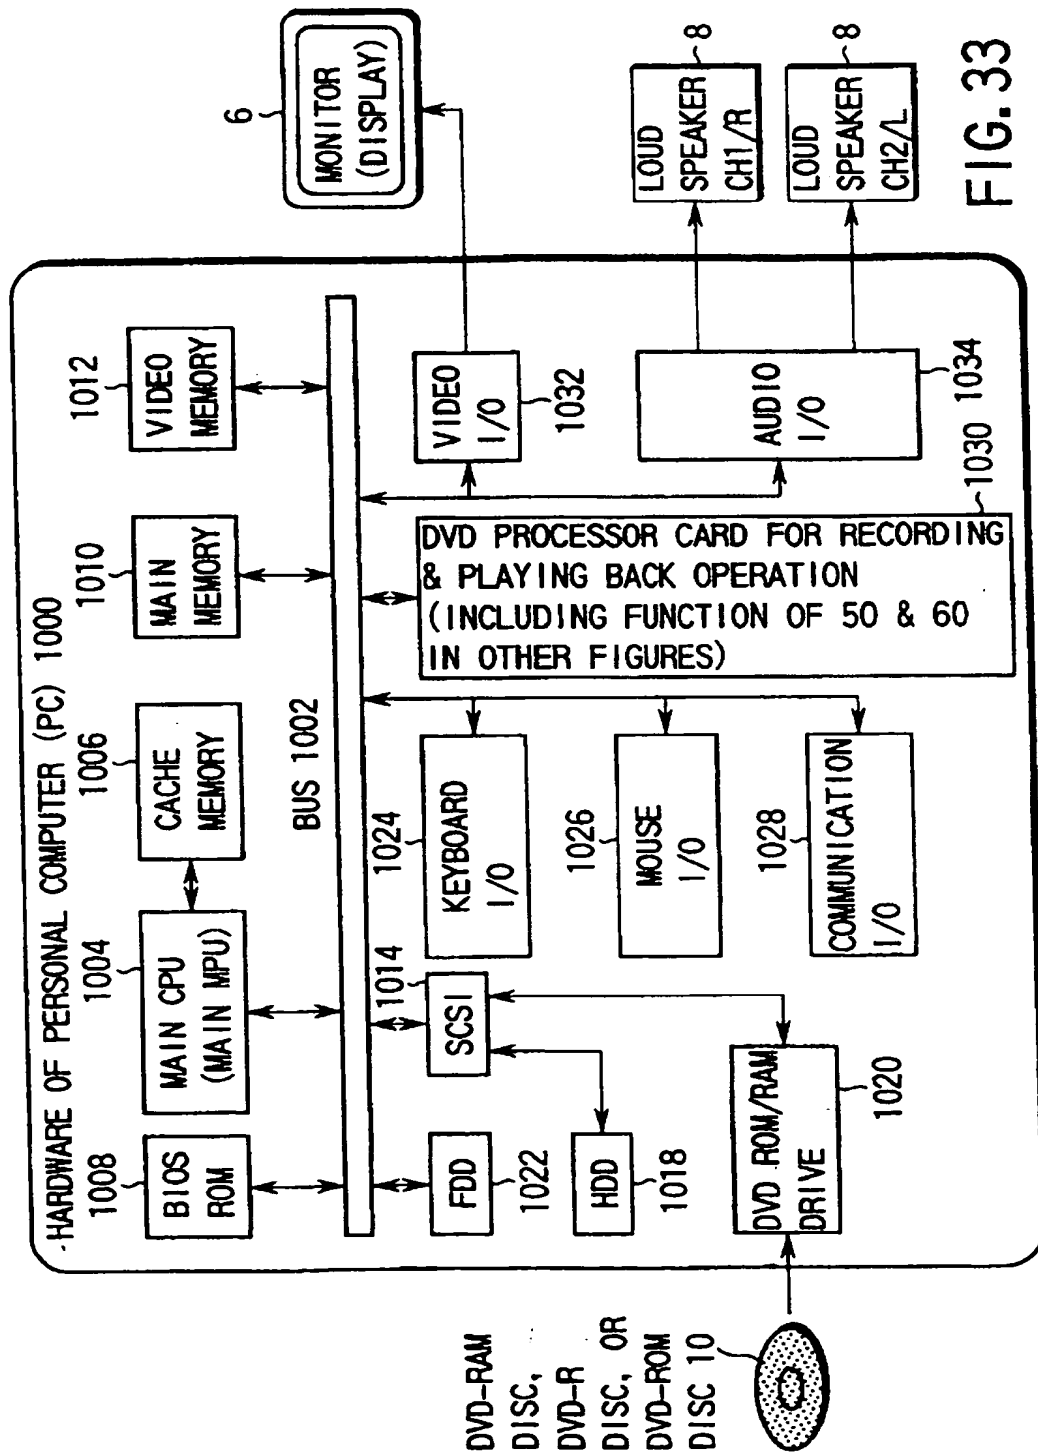 HARDWARE OF PERSONAL COMPUTER (PC) 1000
1008
BIOS
ROM
1004
MAIN CPU
(MAIN MPU)
1006
CACHE
MEMORY
1010
MAIN
MEMORY
1012
VIDEO
MEMORY
6
MONITOR
(DISPLAY)
BUS 1002
FDD
1022
SCSI
1014
HDD
1018
DVD ROM/RAM
DRIVE
1020
1024
KEYBOARD
I/O
1026
MOUSE
I/O
1028
COMMUNICATION
I/O
DVD PROCESSOR CARD FOR RECORDING
& PLAYING BACK OPERATION
(INCLUDING FUNCTION OF 50 & 60
IN OTHER FIGURES)
1030
VIDEO
I/O
1032
AUDIO
I/O
1034
LOUD
SPEAKER
CH1/R
8
LOUD
SPEAKER
CH2/L
8
DVD-RAM
DISC,
DVD-R
DISC, OR
DVD-ROM
DISC 10
FIG. 33